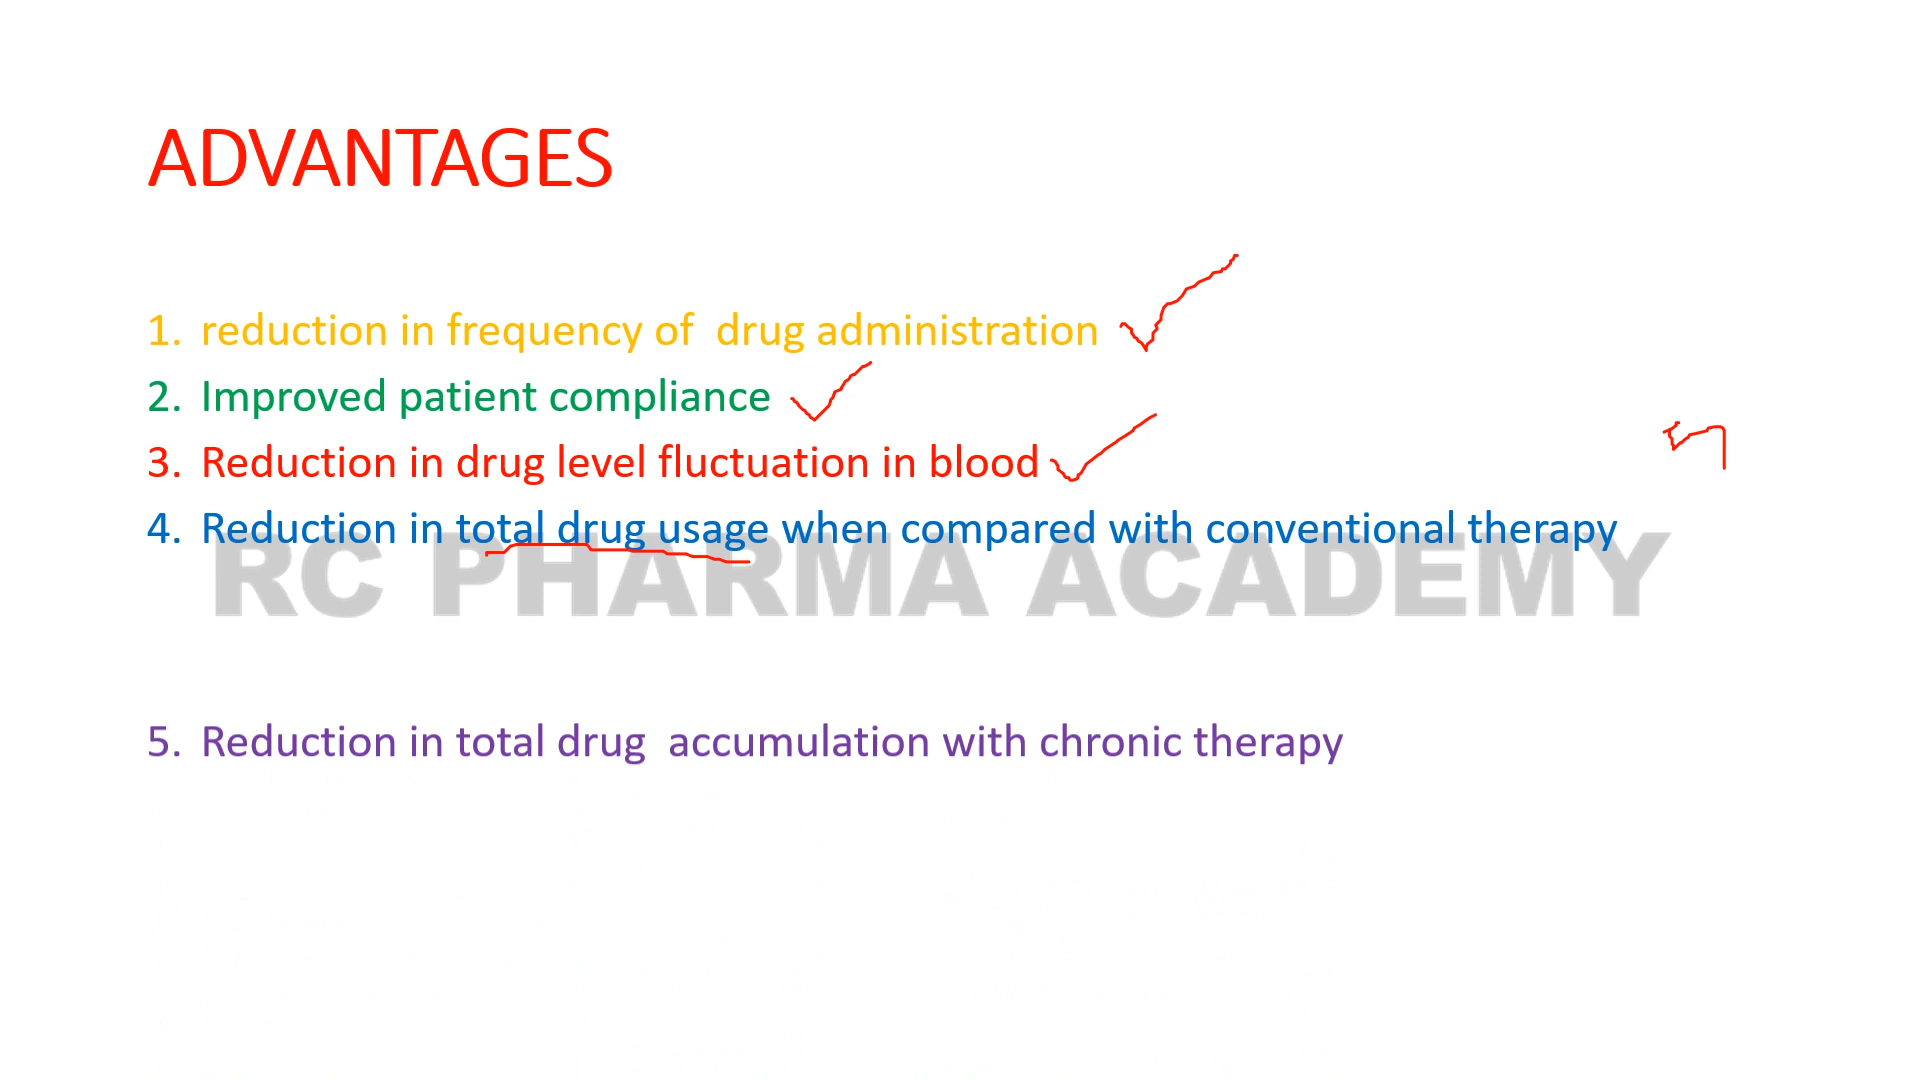 ADVANTAGES
1. reduction in frequency of drug administration
2. Improved patient compliance
3. Reduction in drug level fluctuation in blood
4. Reduction in total drug usage when compared with conventional therapy
RC PHARMA ACADEMY
5. Reduction in total drug accumulation with chronic therapy